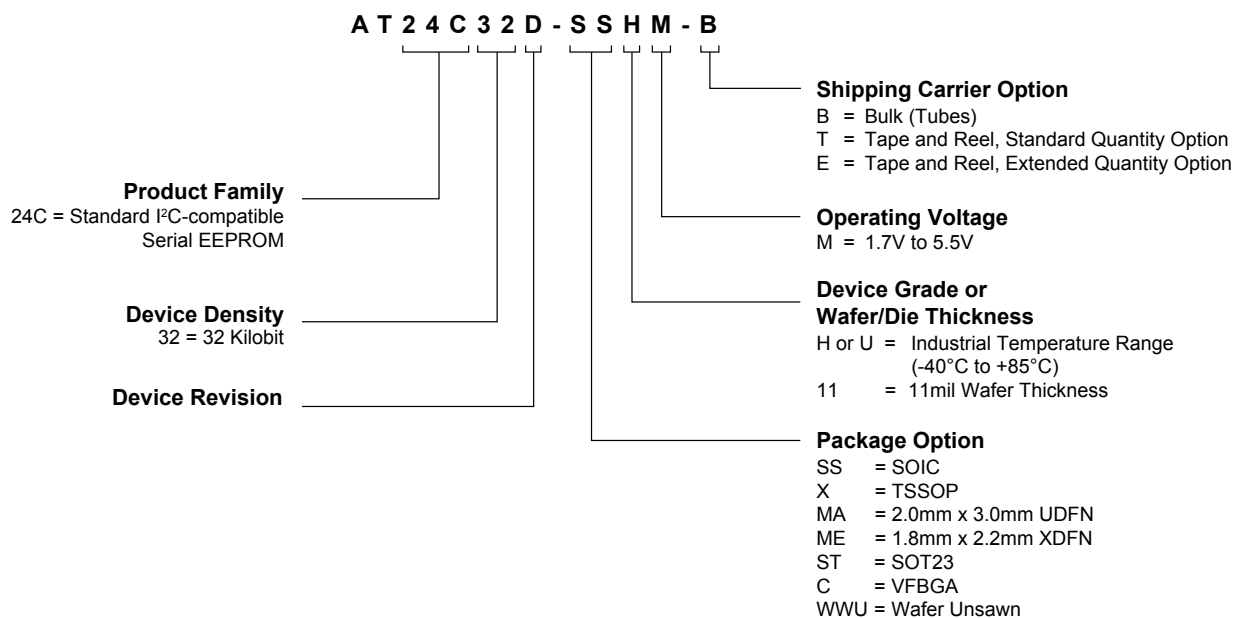 AT24C32D-SSHM-B
Shipping Carrier Option
B = Bulk (Tubes)
T = Tape and Reel, Standard Quantity Option
E = Tape and Reel, Extended Quantity Option
Product Family
24C = Standard I²C-compatible
Serial EEPROM
Operating Voltage
M = 1.7V to 5.5V
Device Density
32 = 32 Kilobit
Device Grade or
Wafer/Die Thickness
H or U = Industrial Temperature Range
(-40°C to +85°C)
11 = 11mil Wafer Thickness
Device Revision
Package Option
SS = SOIC
X = TSSOP
MA = 2.0mm x 3.0mm UDFN
ME = 1.8mm x 2.2mm XDFN
ST = SOT23
C = VFBGA
WWU = Wafer Unsawn